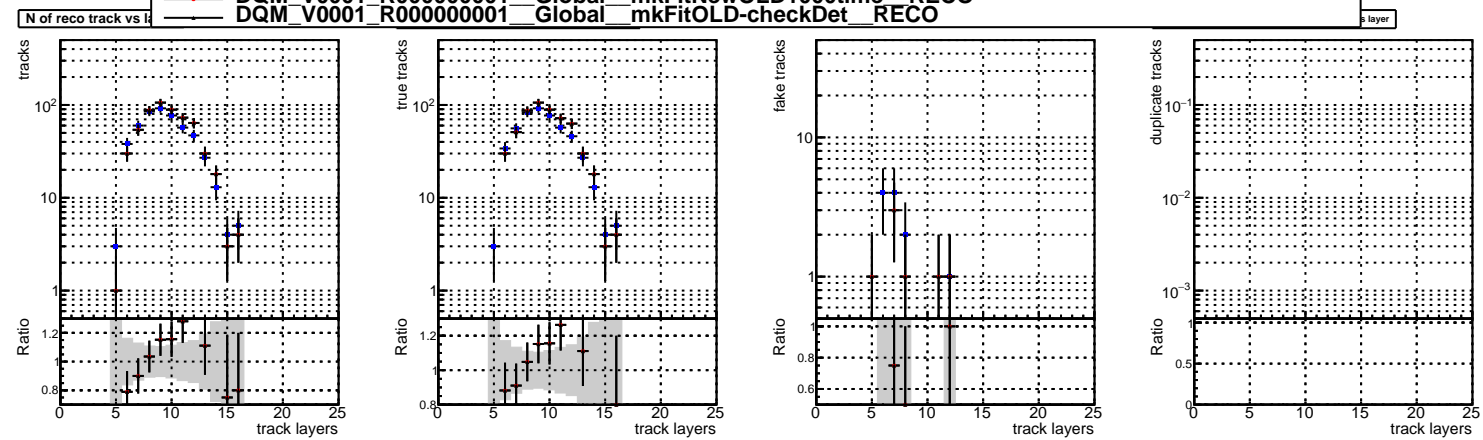 DQM_V0001_R000000001__Global__mkFitOLD-checkDet__RECO
N of reco track vs la
s layer
tracks
10²
10
1
Ratio
1.2
1
0.8
0 5 10 15 20 25
track layers
true tracks
10²
10
1
Ratio
1.2
1
0.8
0 5 10 15 20 25
track layers
fake tracks
10
1
Ratio
1
0.8
0.6
0 5 10 15 20 25
track layers
duplicate tracks
10⁻¹
10⁻²
10⁻³
Ratio
1
0.5
0
0 5 10 15 20 25
track layers